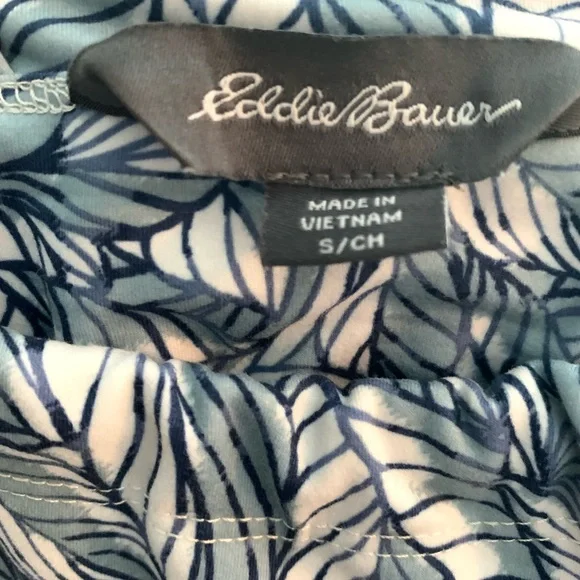 Eddie Bauer
MADE IN
VIETNAM
S/CH